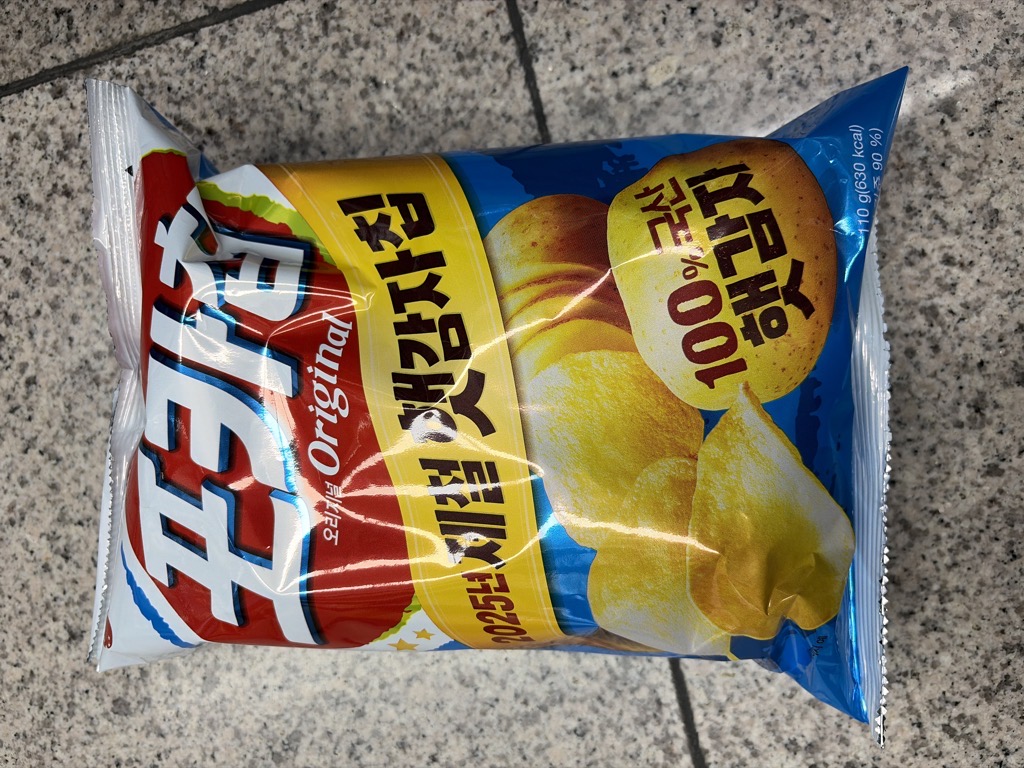 포카칩
오리지널 Original
2025년 제철 햇감자칩
100% 국산
햇감자
110 g(630 kcal)
90 %)